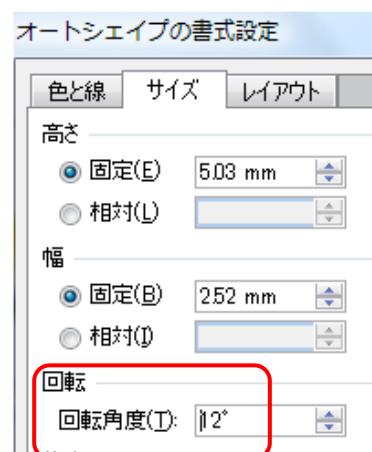 オートシェイプの書式設定
色と線 サイズ レイアウト
高さ
固定(E) 5.03 mm
相対(L)
幅
固定(B) 2.52 mm
相対(I)
回転
回転角度(T): 12°